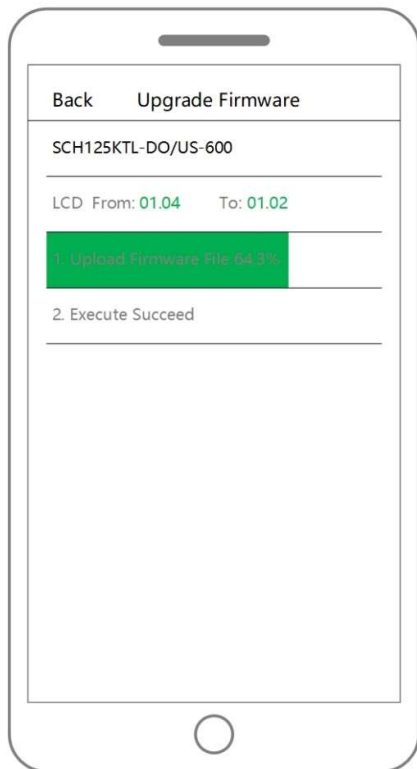 Back Upgrade Firmware
SCH125KTL-DO/US-600
LCD From: 01.04 To: 01.02
1. Upload Firmware File 64.3%
2. Execute Succeed